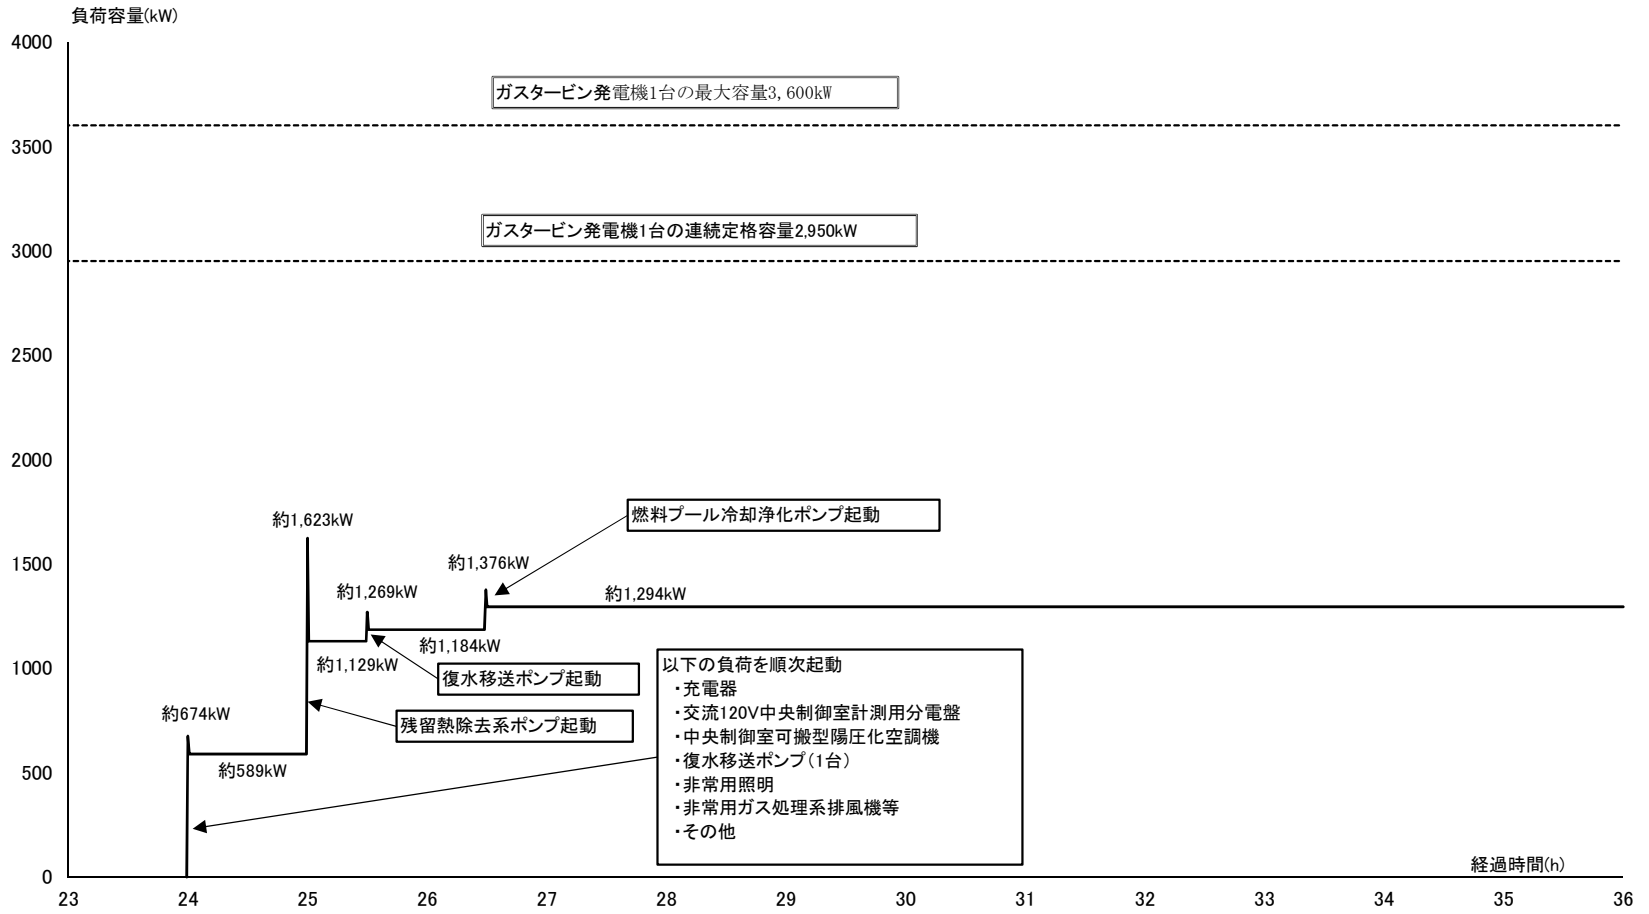 負荷容量(kW)
4000
ガスタービン発電機1台の最大容量3,600kW
3500
ガスタービン発電機1台の連続定格容量2,950kW
3000
2500
2000
燃料プール冷却浄化ポンプ起動
約1,623kW
1500
約1,376kW
約1,269kW
約1,294kW
約1,184kW
1000
約1,129kW
復水移送ポンプ起動
約674kW
残留熱除去系ポンプ起動
約589kW
500
以下の負荷を順次起動
・充電器
・交流120V中央制御室計測用分電盤
・中央制御室可搬型陽圧化空調機
・復水移送ポンプ(1台)
・非常用照明
・非常用ガス処理系排風機等
・その他
経過時間(h)
0
23 24 25 26 27 28 29 30 31 32 33 34 35 36